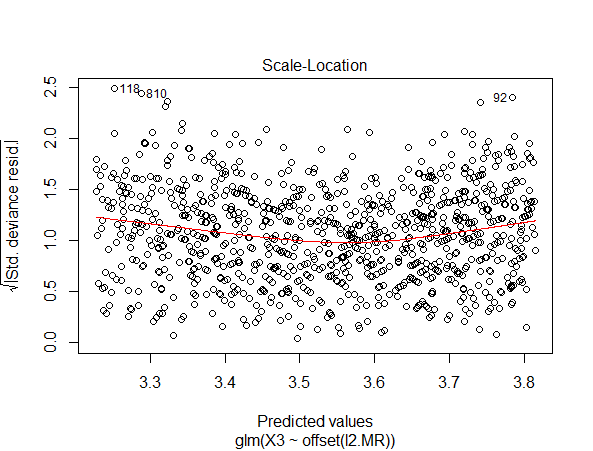 Scale-Location
√|Std. deviance resid.|
2.5
2.0
1.5
1.0
0.5
0.0
118
810
92
3.3 3.4 3.5 3.6 3.7 3.8
Predicted values
glm(X3 ~ offset(l2.MR))